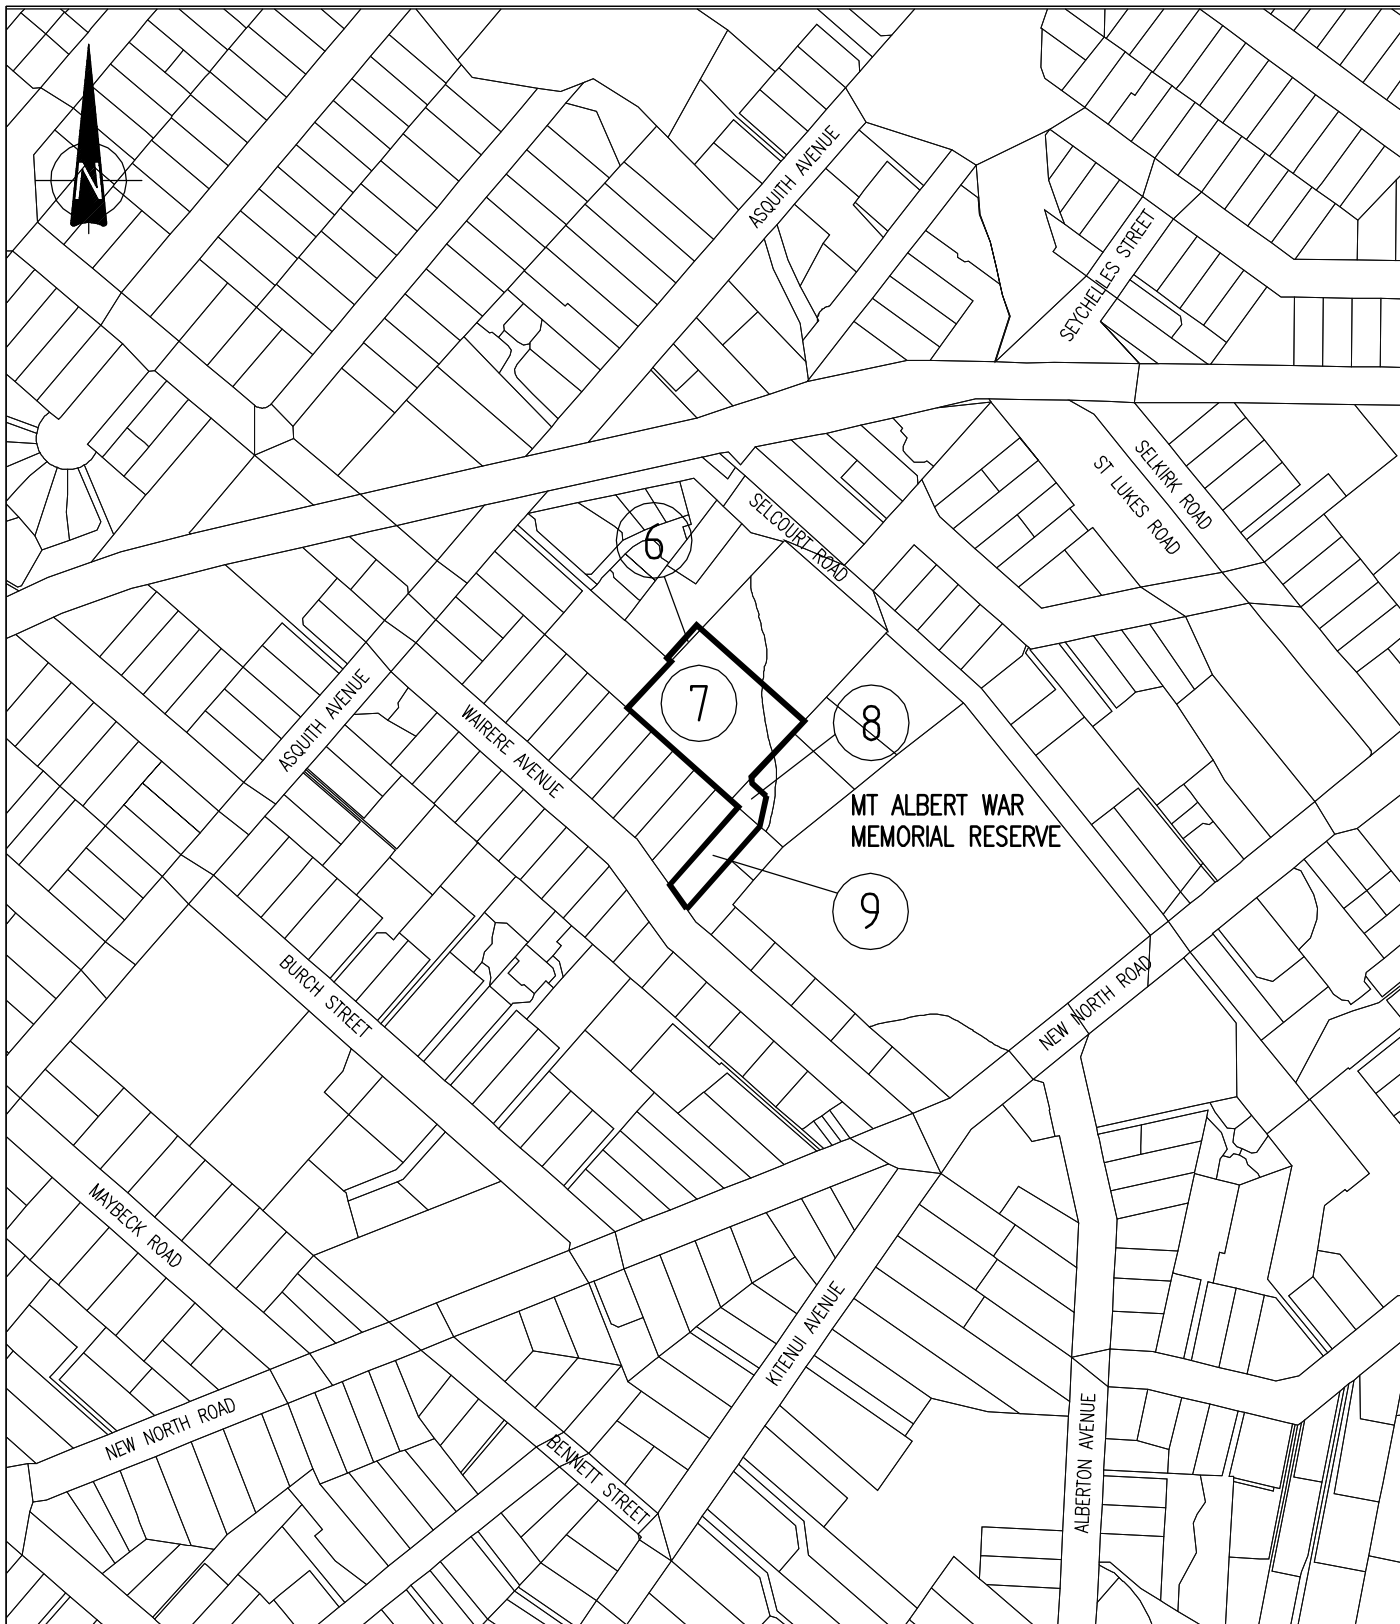 N
ASQUITH AVENUE
SEYCHELLES STREET
SELKIRK ROAD
ST LUKES ROAD
SELCOURT ROAD
6
7
8
ASQUITH AVENUE
WAIRERE AVENUE
MT ALBERT WAR
MEMORIAL RESERVE
9
BURCH STREET
NEW NORTH ROAD
MAYBECK ROAD
KITENUI AVENUE
NEW NORTH ROAD
BENNETT STREET
ALBERTON AVENUE